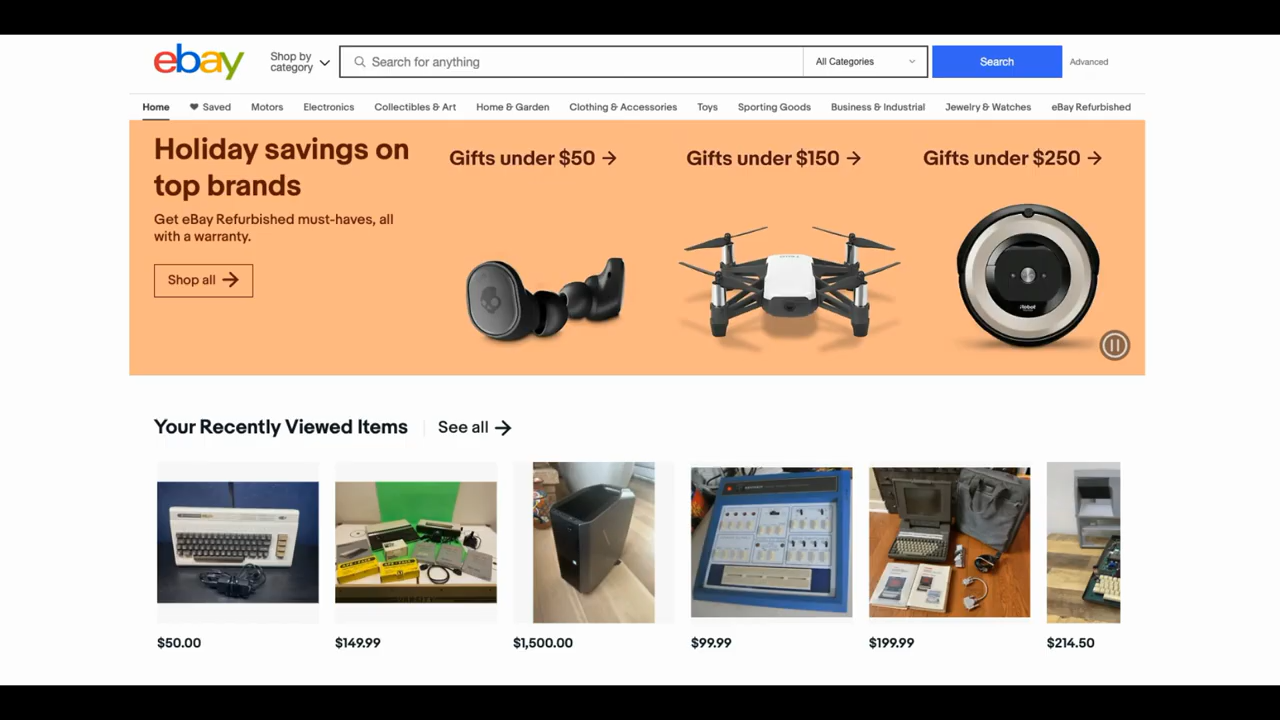 ebay
Shop by
category
Search for anything
All Categories
Search
Advanced
Home
Saved
Motors
Electronics
Collectibles & Art
Home & Garden
Clothing & Accessories
Toys
Sporting Goods
Business & Industrial
Jewelry & Watches
eBay Refurbished
Holiday savings on
top brands
Get eBay Refurbished must-haves, all
with a warranty.
Shop all →
Gifts under $50 →
Gifts under $150 →
Gifts under $250 →
iRobot
Your Recently Viewed Items
See all →
$50.00
$149.99
$1,500.00
$99.99
$199.99
$214.50